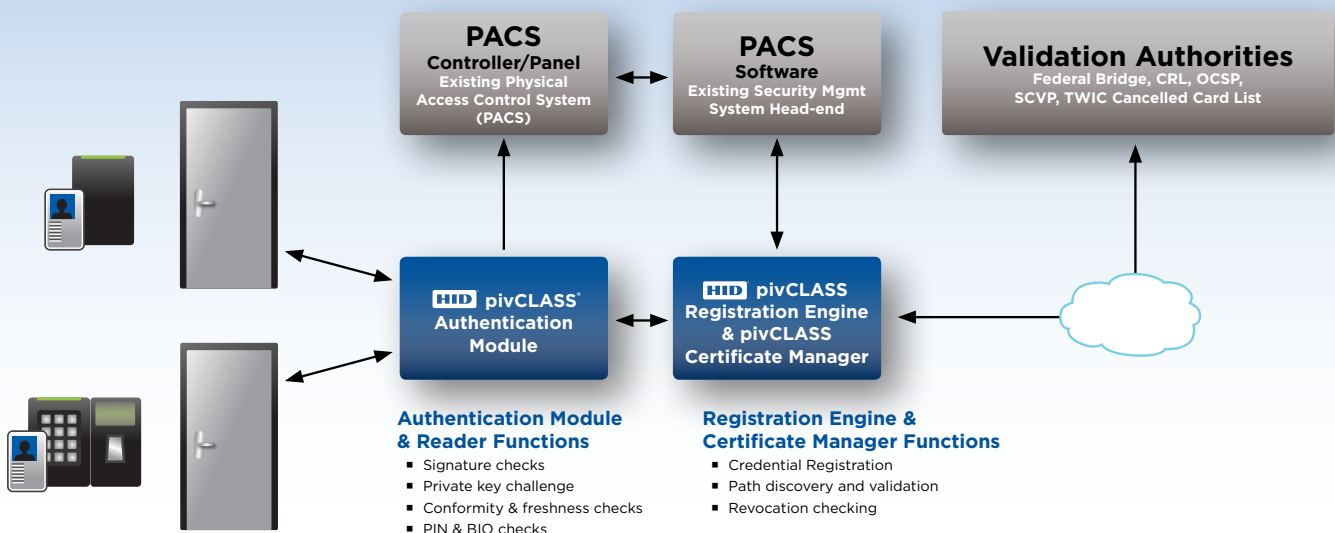 PACS
Controller/Panel
Existing Physical
Access Control System
(PACS)
PACS
Software
Existing Security Mgmt
System Head-end
Validation Authorities
Federal Bridge, CRL, OCSP,
SCVP, TWIC Cancelled Card List
HID pivCLASS®
Authentication
Module
HID pivCLASS
Registration Engine
& pivCLASS
Certificate Manager
Authentication Module
& Reader Functions
▪ Signature checks
▪ Private key challenge
▪ Conformity & freshness checks
▪ PIN & BIO checks
Registration Engine &
Certificate Manager Functions
▪ Credential Registration
▪ Path discovery and validation
▪ Revocation checking